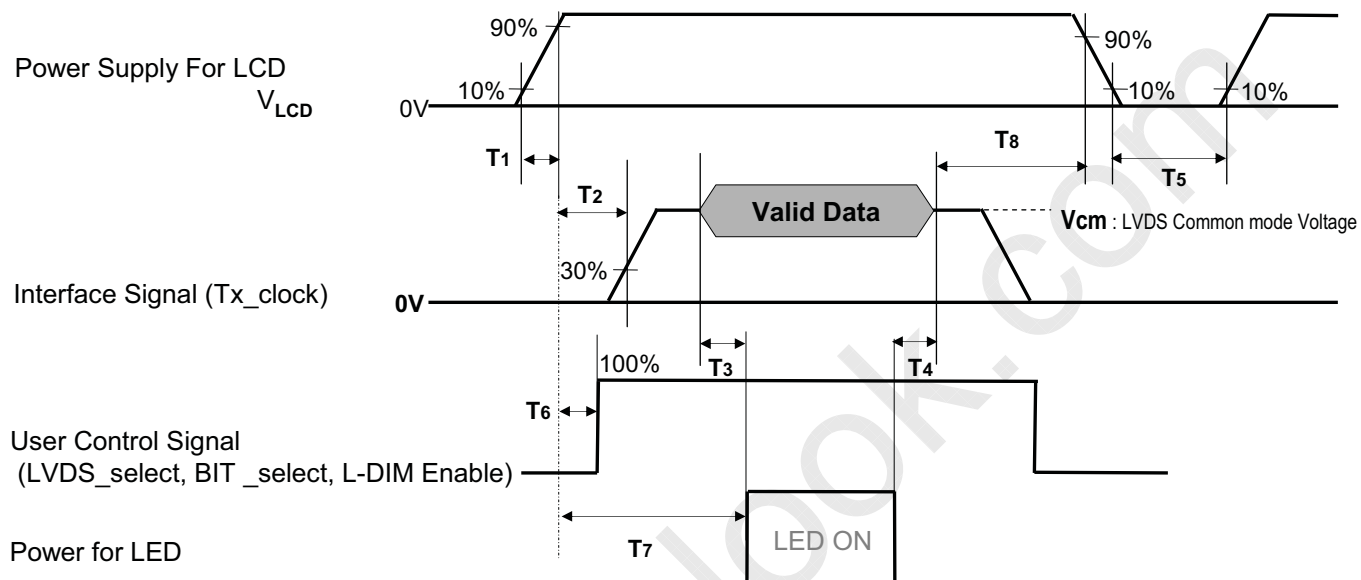 90%
90%
Power Supply For LCD
VLCD
10%
10%
10%
0V
T1
T8
T5
T2
Valid Data
Vcm : LVDS Common mode Voltage
30%
Interface Signal (Tx_clock)
0V
100%
T3
T4
T6
User Control Signal
(LVDS_select, BIT _select, L-DIM Enable)
T7
LED ON
Power for LED
look.com